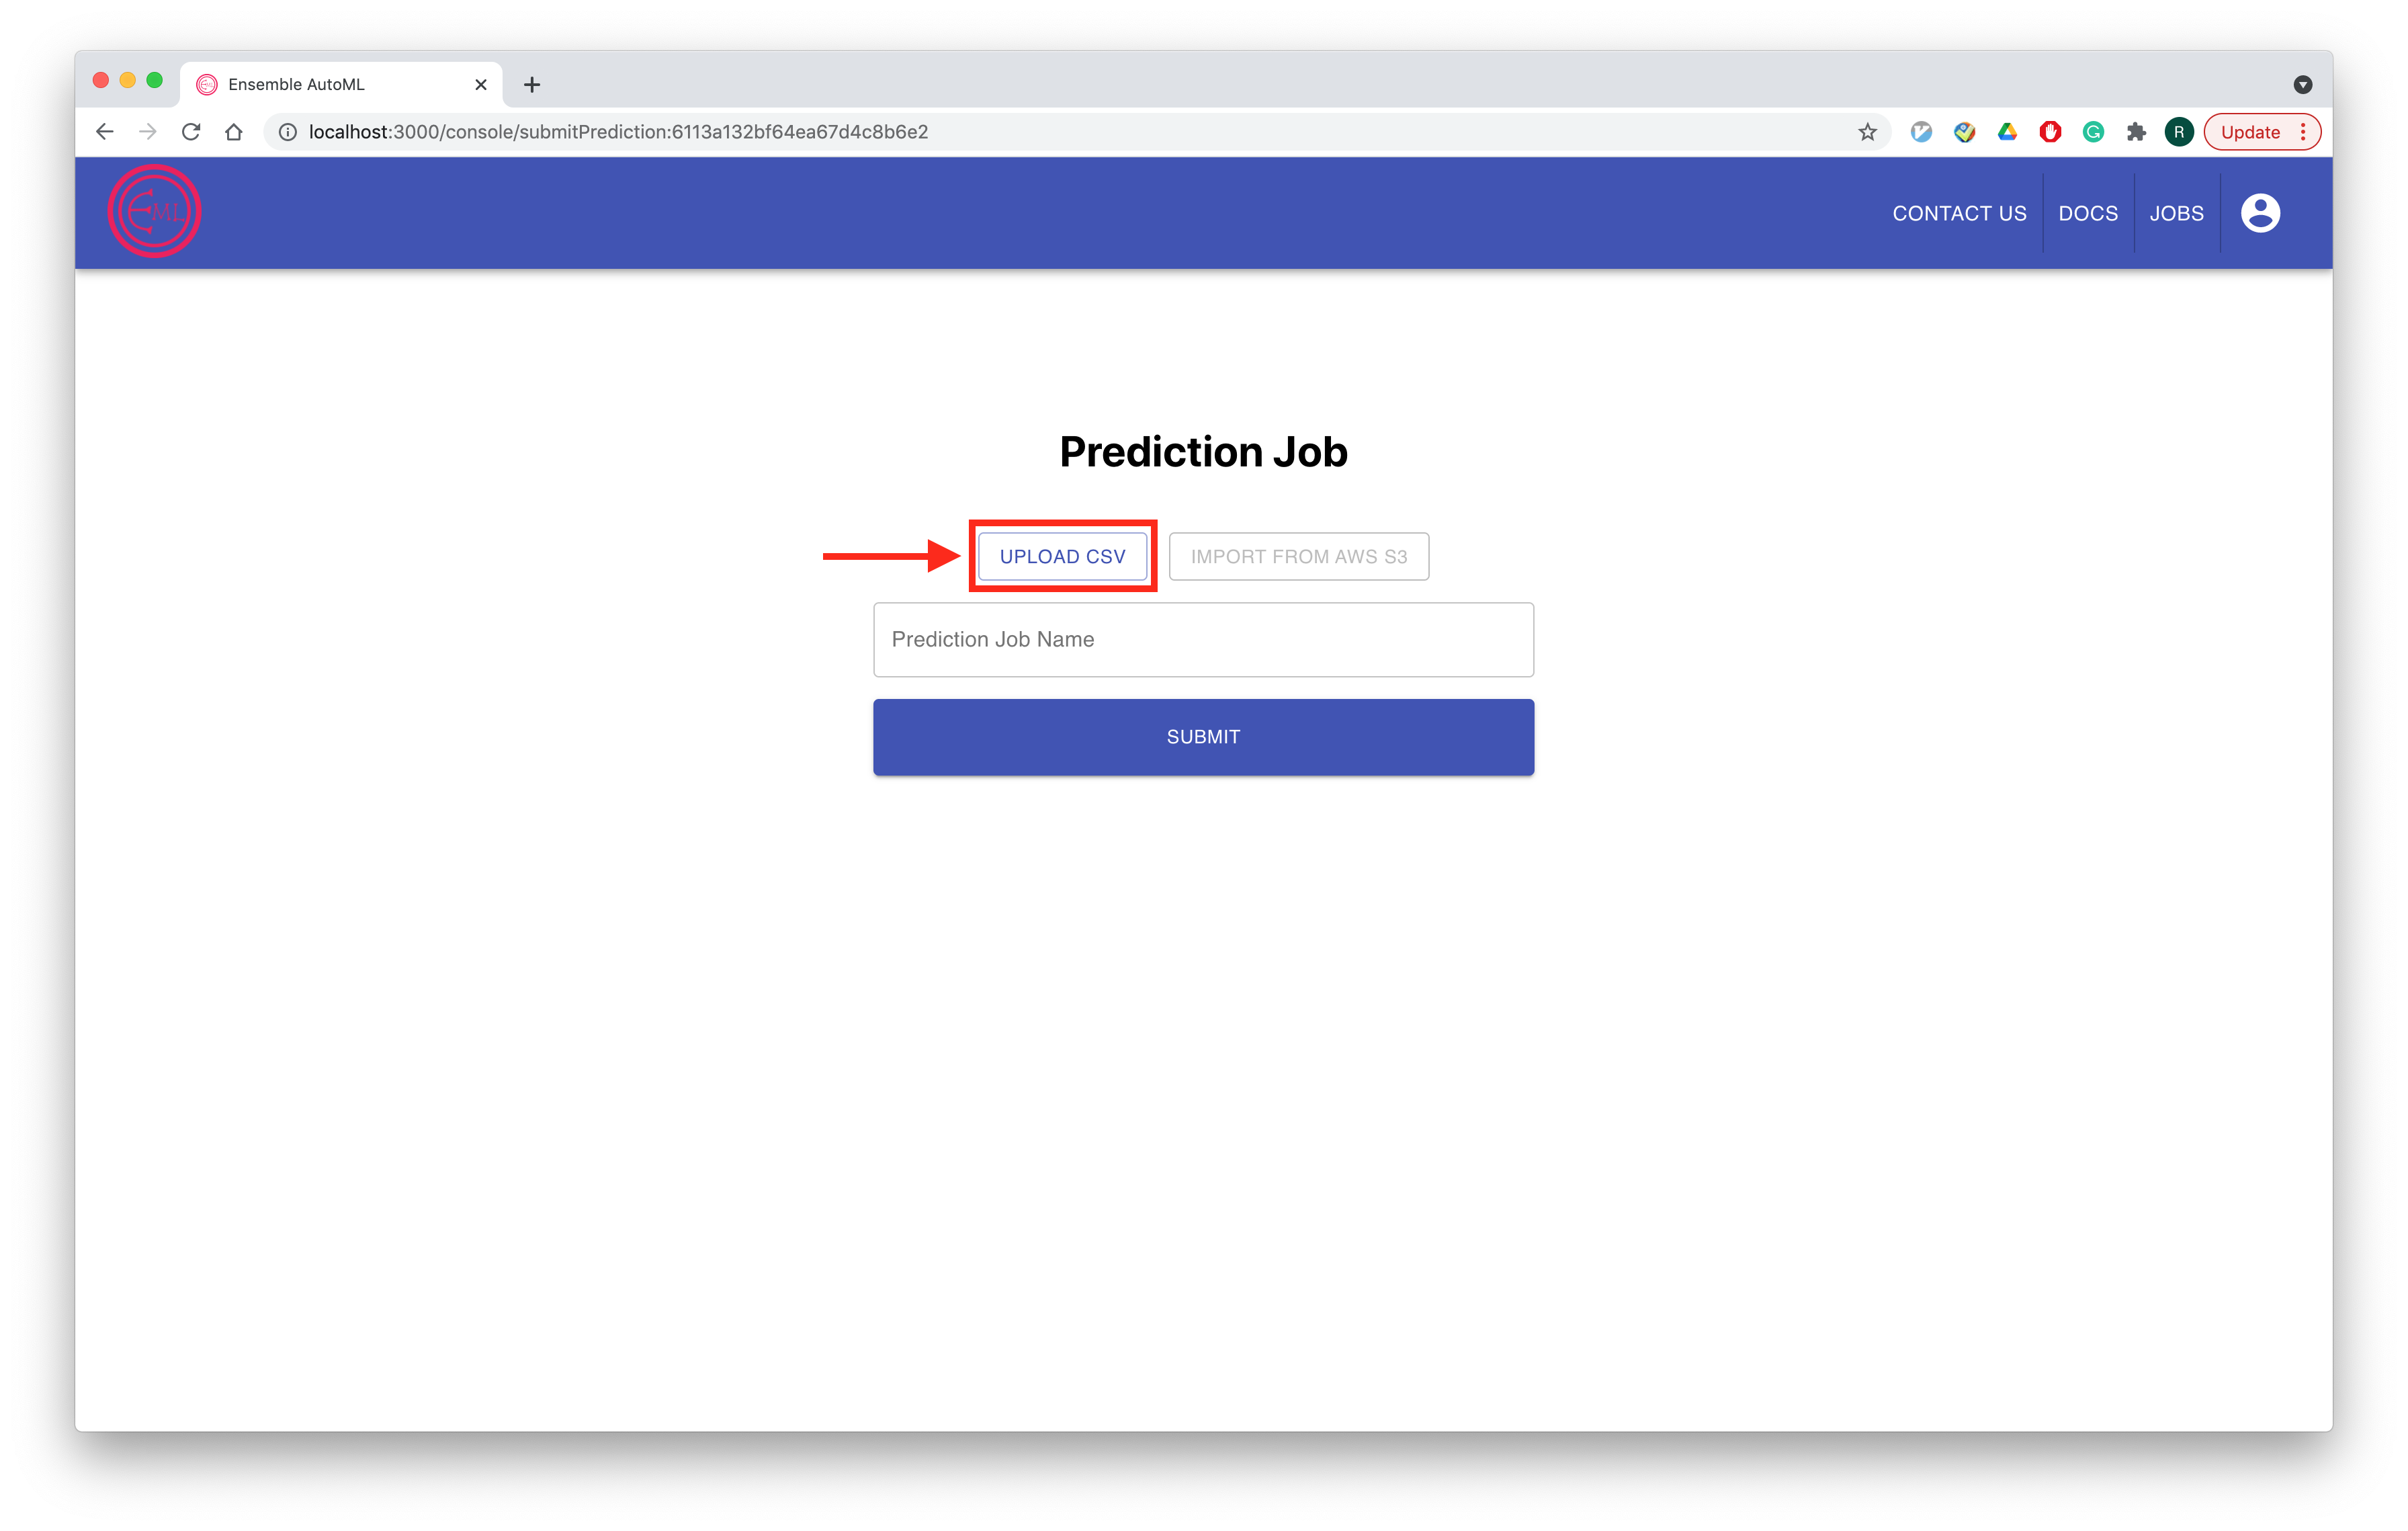 Ensemble AutoML
localhost:3000/console/submitPrediction:6113a132bf64ea67d4c8b6e2
R
Update
EML
CONTACT US
DOCS
JOBS
Prediction Job
UPLOAD CSV
IMPORT FROM AWS S3
Prediction Job Name
SUBMIT